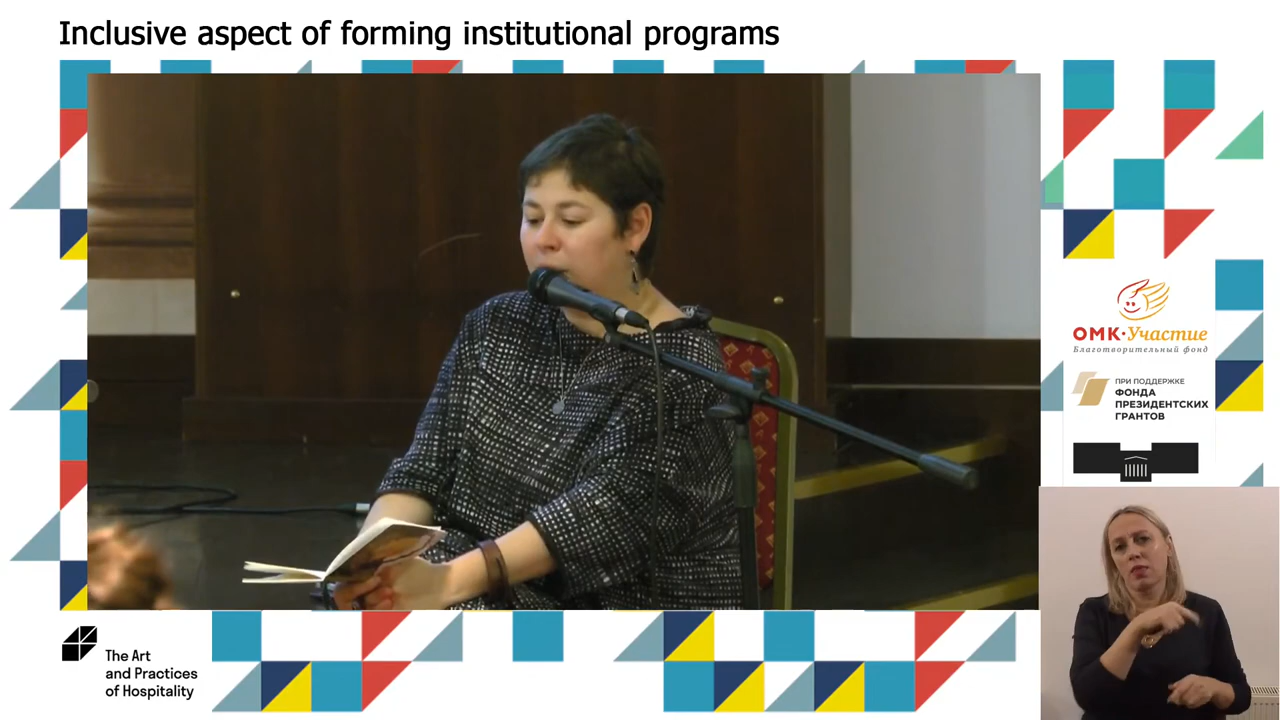 Inclusive aspect of forming institutional programs
ОМК·Участие
Благотворительный фонд
ПРИ ПОДДЕРЖКЕ
ФОНДА
ПРЕЗИДЕНТСКИХ
ГРАНТОВ
The Art
and Practices
of Hospitality